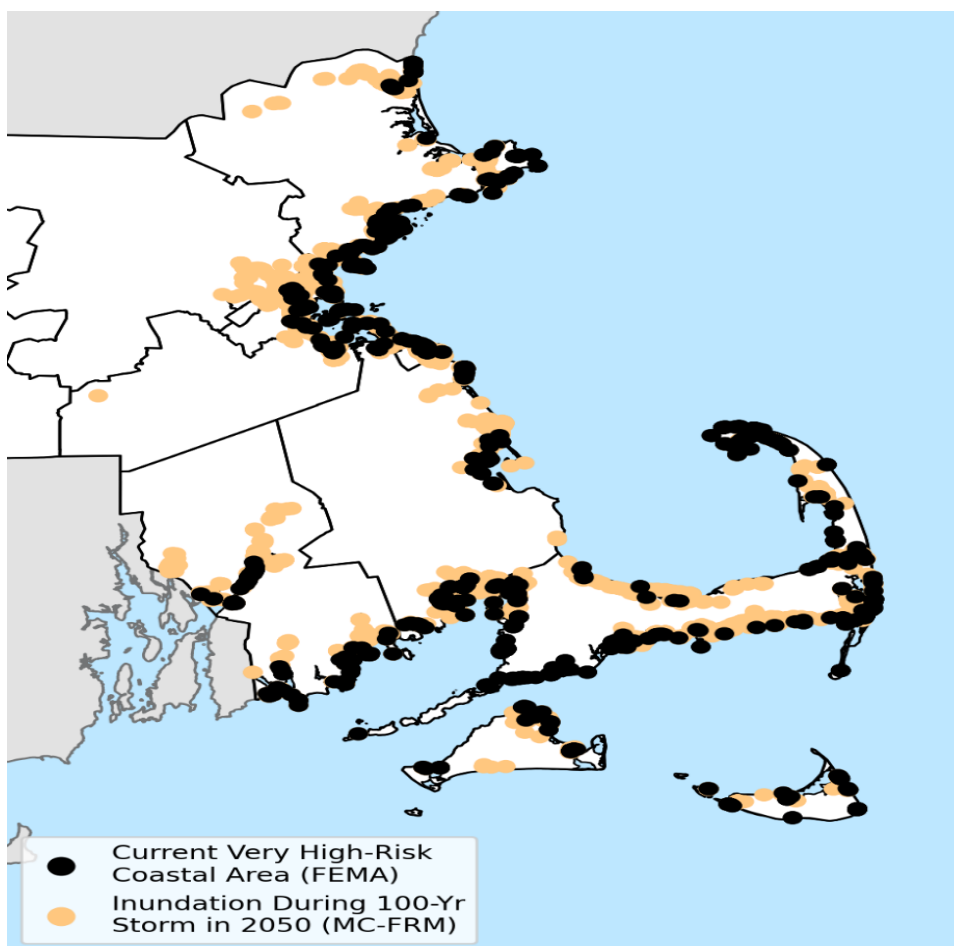 Current Very High-Risk
Coastal Area (FEMA)
Inundation During 100-Yr
Storm in 2050 (MC-FRM)